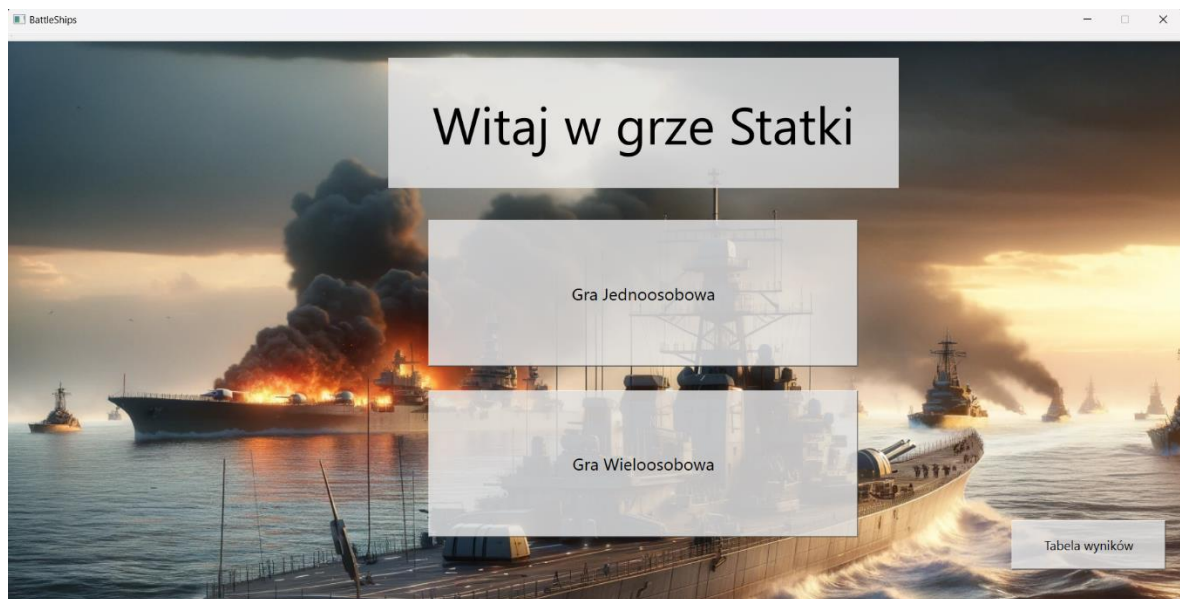 BattleShips
Witaj w grze Statki
Gra Jednoosobowa
Gra Wieloosobowa
Tabela wyników